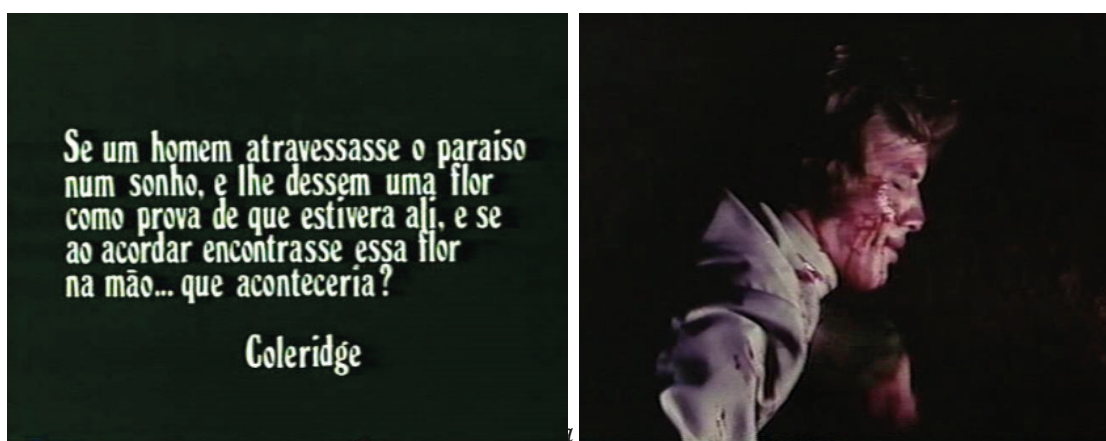 Se um homem atravessasse o paraiso
num sonho, e lhe dessem uma flor
como prova de que estivera ali, e se
ao acordar encontrasse essa flor
na mão... que aconteceria?
Coleridge